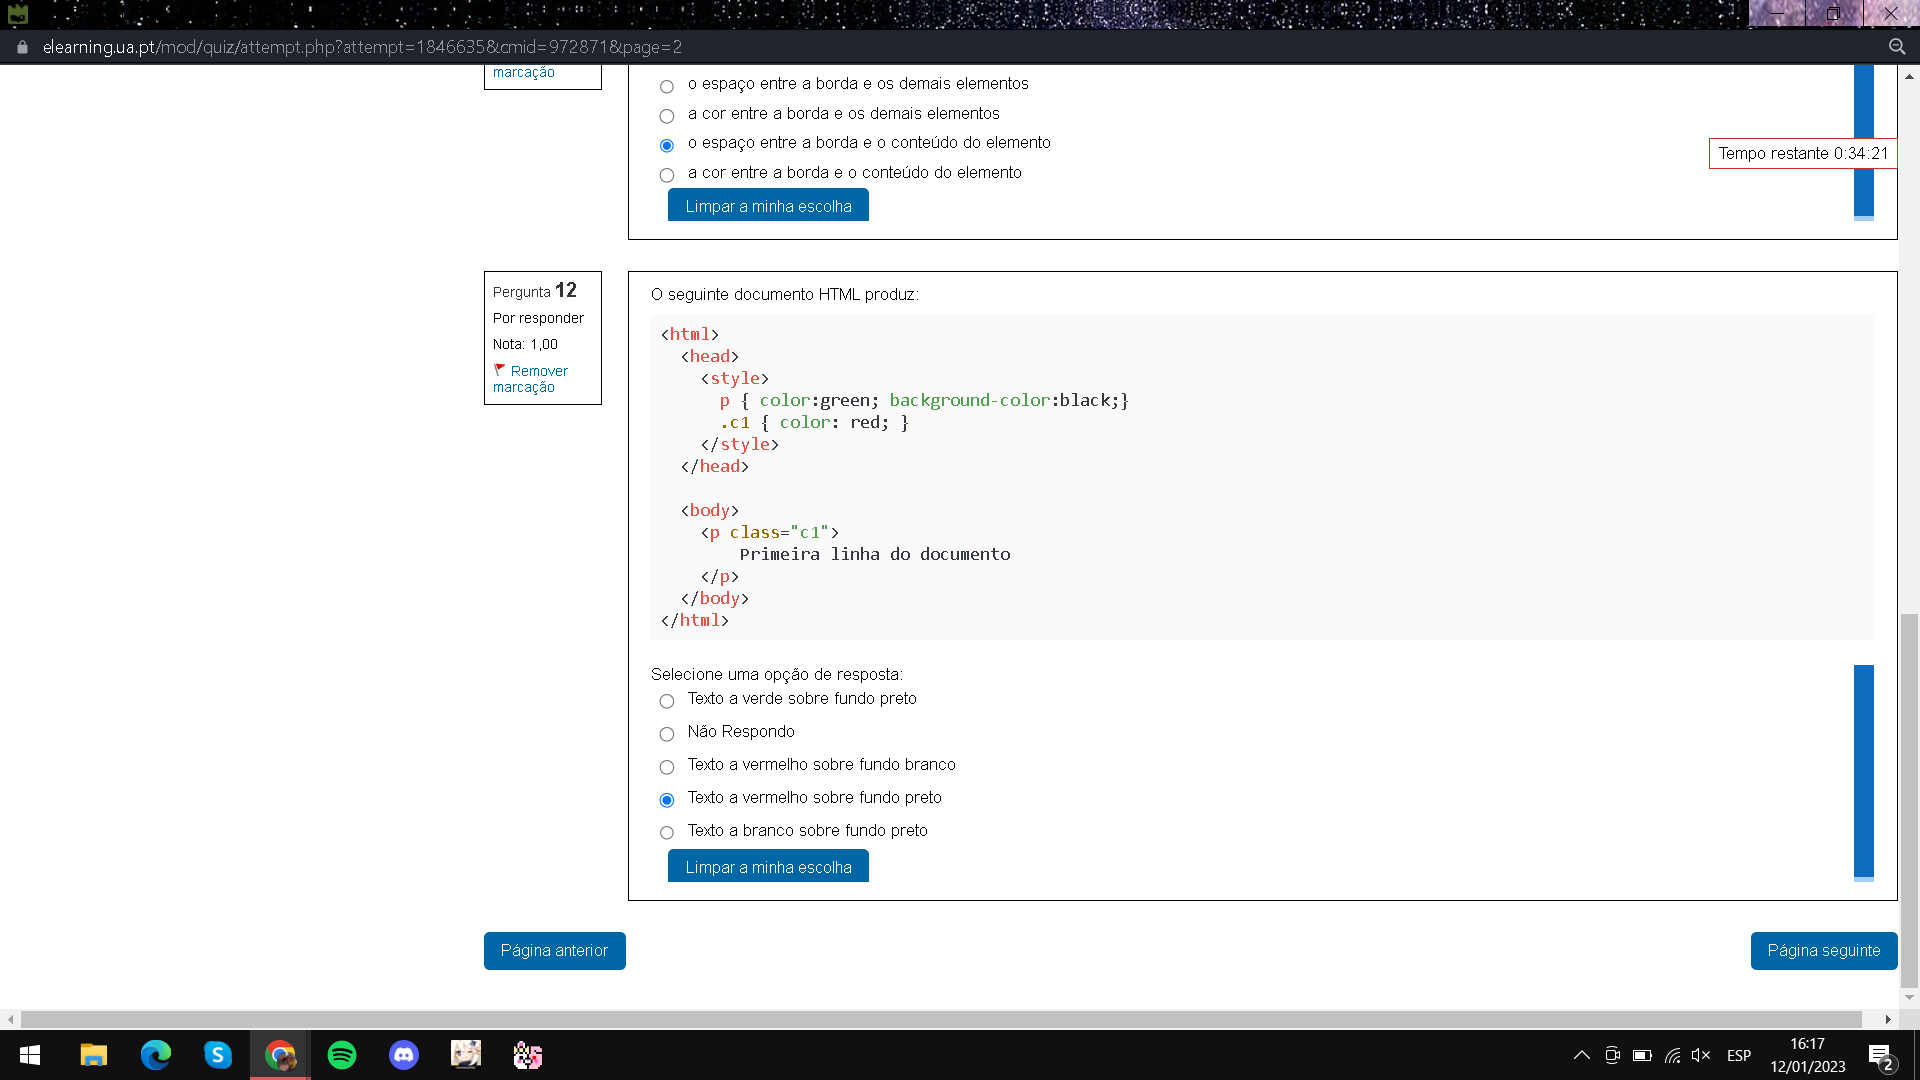 elearning.ua.pt/mod/quiz/attempt.php?attempt=1846635&cmid=972871&page=2
marcação
o espaço entre a borda e os demais elementos
a cor entre a borda e os demais elementos
o espaço entre a borda e o conteúdo do elemento
a cor entre a borda e o conteúdo do elemento
Limpar a minha escolha
Tempo restante 0:34:21
Pergunta 12
Por responder
Nota: 1,00
Remover
marcação
O seguinte documento HTML produz:
<html>
<head>
<style>
p { color:green; background-color:black;}
.c1 { color: red; }
</style>
</head>
<body>
<p class="c1">
Primeira linha do documento
</p>
</body>
</html>
Selecione uma opção de resposta:
Texto a verde sobre fundo preto
Não Respondo
Texto a vermelho sobre fundo branco
Texto a vermelho sobre fundo preto
Texto a branco sobre fundo preto
Limpar a minha escolha
Página anterior
Página seguinte
ESP
16:17
12/01/2023
2